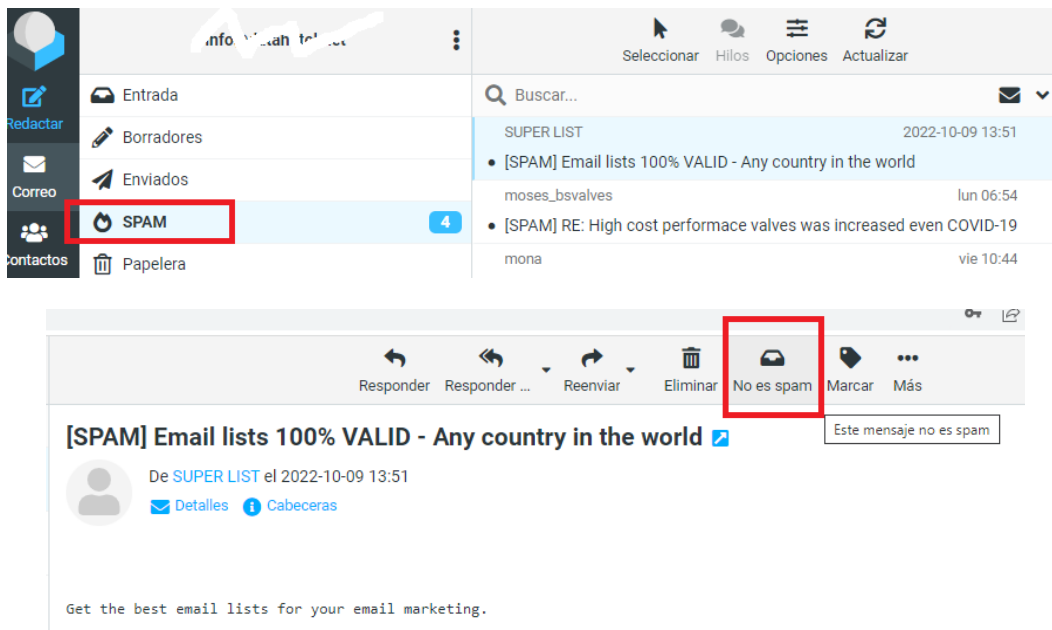 Seleccionar Hilos Opciones Actualizar
Redactar
Correo
Contactos
Entrada
Borradores
Enviados
SPAM 4
Papelera
Buscar...
SUPER LIST 2022-10-09 13:51
• [SPAM] Email lists 100% VALID - Any country in the world
moses_bsvalves lun 06:54
• [SPAM] RE: High cost performace valves was increased even COVID-19
mona vie 10:44
Responder Responder ... Reenviar Eliminar No es spam Marcar Más
[SPAM] Email lists 100% VALID - Any country in the world
Este mensaje no es spam
De SUPER LIST el 2022-10-09 13:51
Detalles Cabeceras
Get the best email lists for your email marketing.